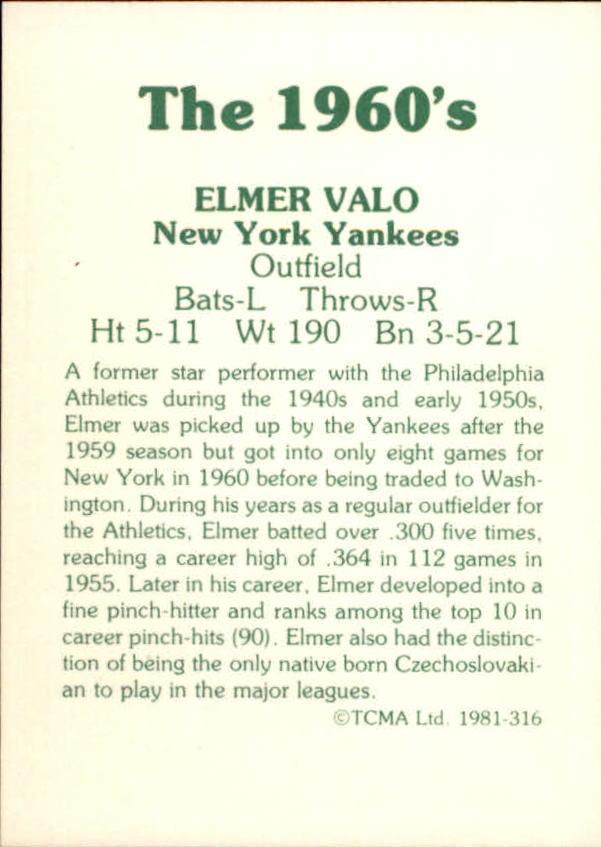 The 1960's
ELMER VALO
New York Yankees
Outfield
Bats-L Throws-R
Ht 5-11 Wt 190 Bn 3-5-21
A former star performer with the Philadelphia
Athletics during the 1940s and early 1950s,
Elmer was picked up by the Yankees after the
1959 season but got into only eight games for
New York in 1960 before being traded to Wash-
ington. During his years as a regular outfielder for
the Athletics, Elmer batted over .300 five times,
reaching a career high of .364 in 112 games in
1955. Later in his career, Elmer developed into a
fine pinch-hitter and ranks among the top 10 in
career pinch-hits (90). Elmer also had the distinc-
tion of being the only native born Czechoslovaki-
an to play in the major leagues.
©TCMA Ltd. 1981-316